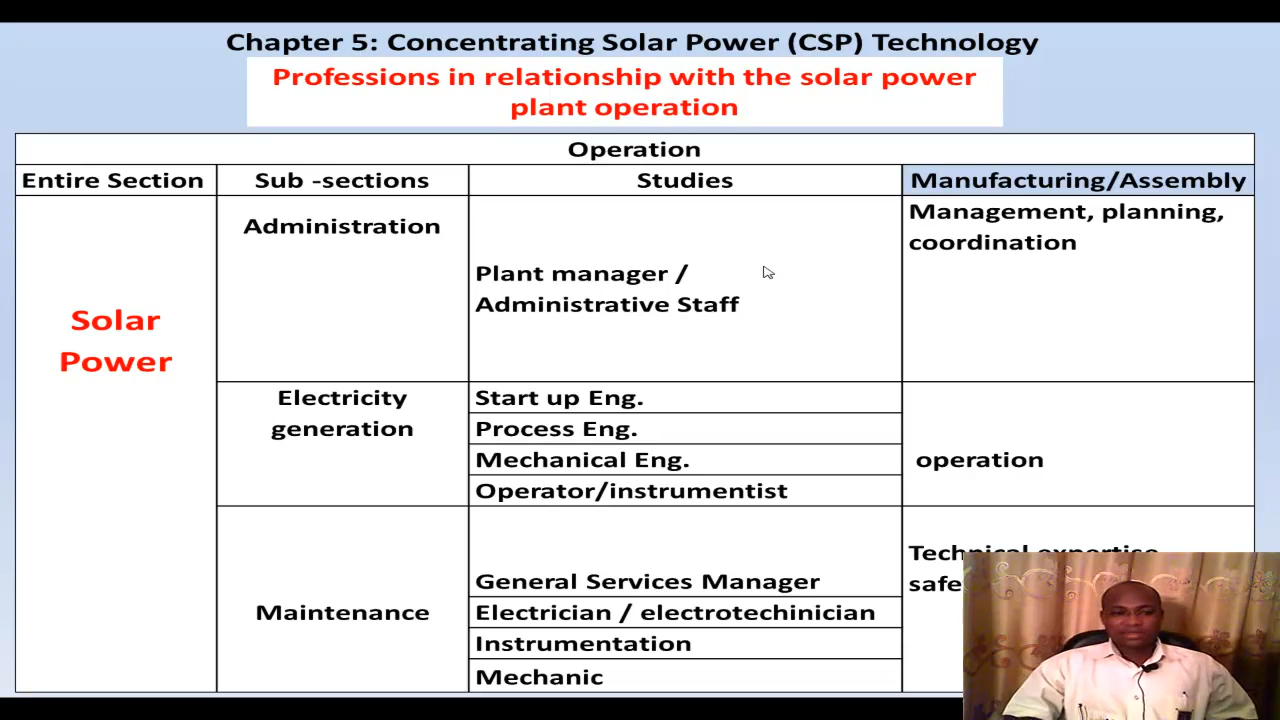 Chapter 5: Concentrating Solar Power (CSP) Technology
Professions in relationship with the solar power
plant operation
Operation
Entire Section
Sub -sections
Studies
Manufacturing/Assembly
Solar
Power
Administration
Plant manager /
Administrative Staff
Management, planning,
coordination
Electricity
generation
Start up Eng.
Process Eng.
Mechanical Eng.
Operator/instrumentist
operation
Maintenance
General Services Manager
Electrician / electrotechinician
Instrumentation
Mechanic
Technical expertise